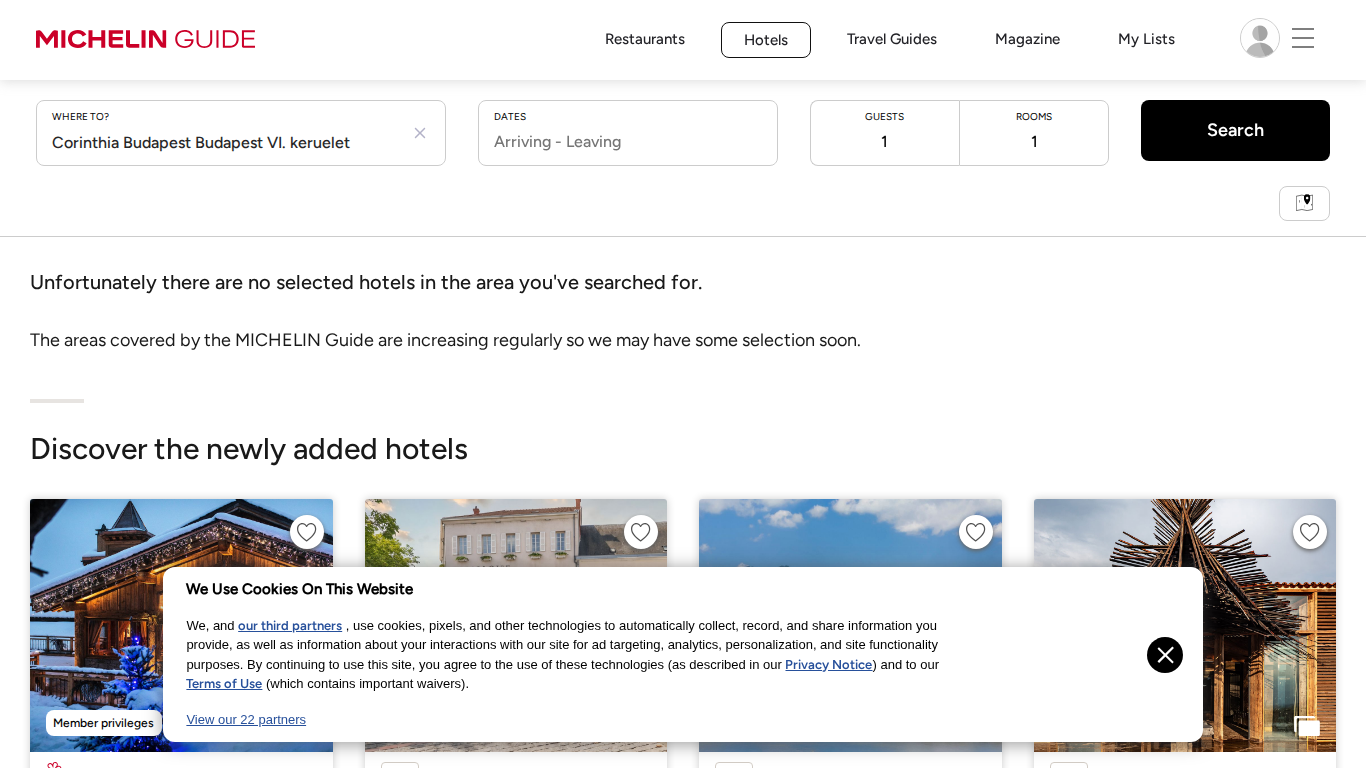 MICHELIN GUIDE
Restaurants
Hotels
Travel Guides
Magazine
My Lists
WHERE TO?
Corinthia Budapest Budapest VI. keruelet
DATES
Arriving - Leaving
GUESTS
1
ROOMS
1
Search
Unfortunately there are no selected hotels in the area you've searched for.
The areas covered by the MICHELIN Guide are increasing regularly so we may have some selection soon.
Discover the newly added hotels
We Use Cookies On This Website
We, and our third partners , use cookies, pixels, and other technologies to automatically collect, record, and share information you
provide, as well as information about your interactions with our site for ad targeting, analytics, personalization, and site functionality
purposes. By continuing to use this site, you agree to the use of these technologies (as described in our Privacy Notice) and to our
Terms of Use (which contains important waivers).
View our 22 partners
Member privileges